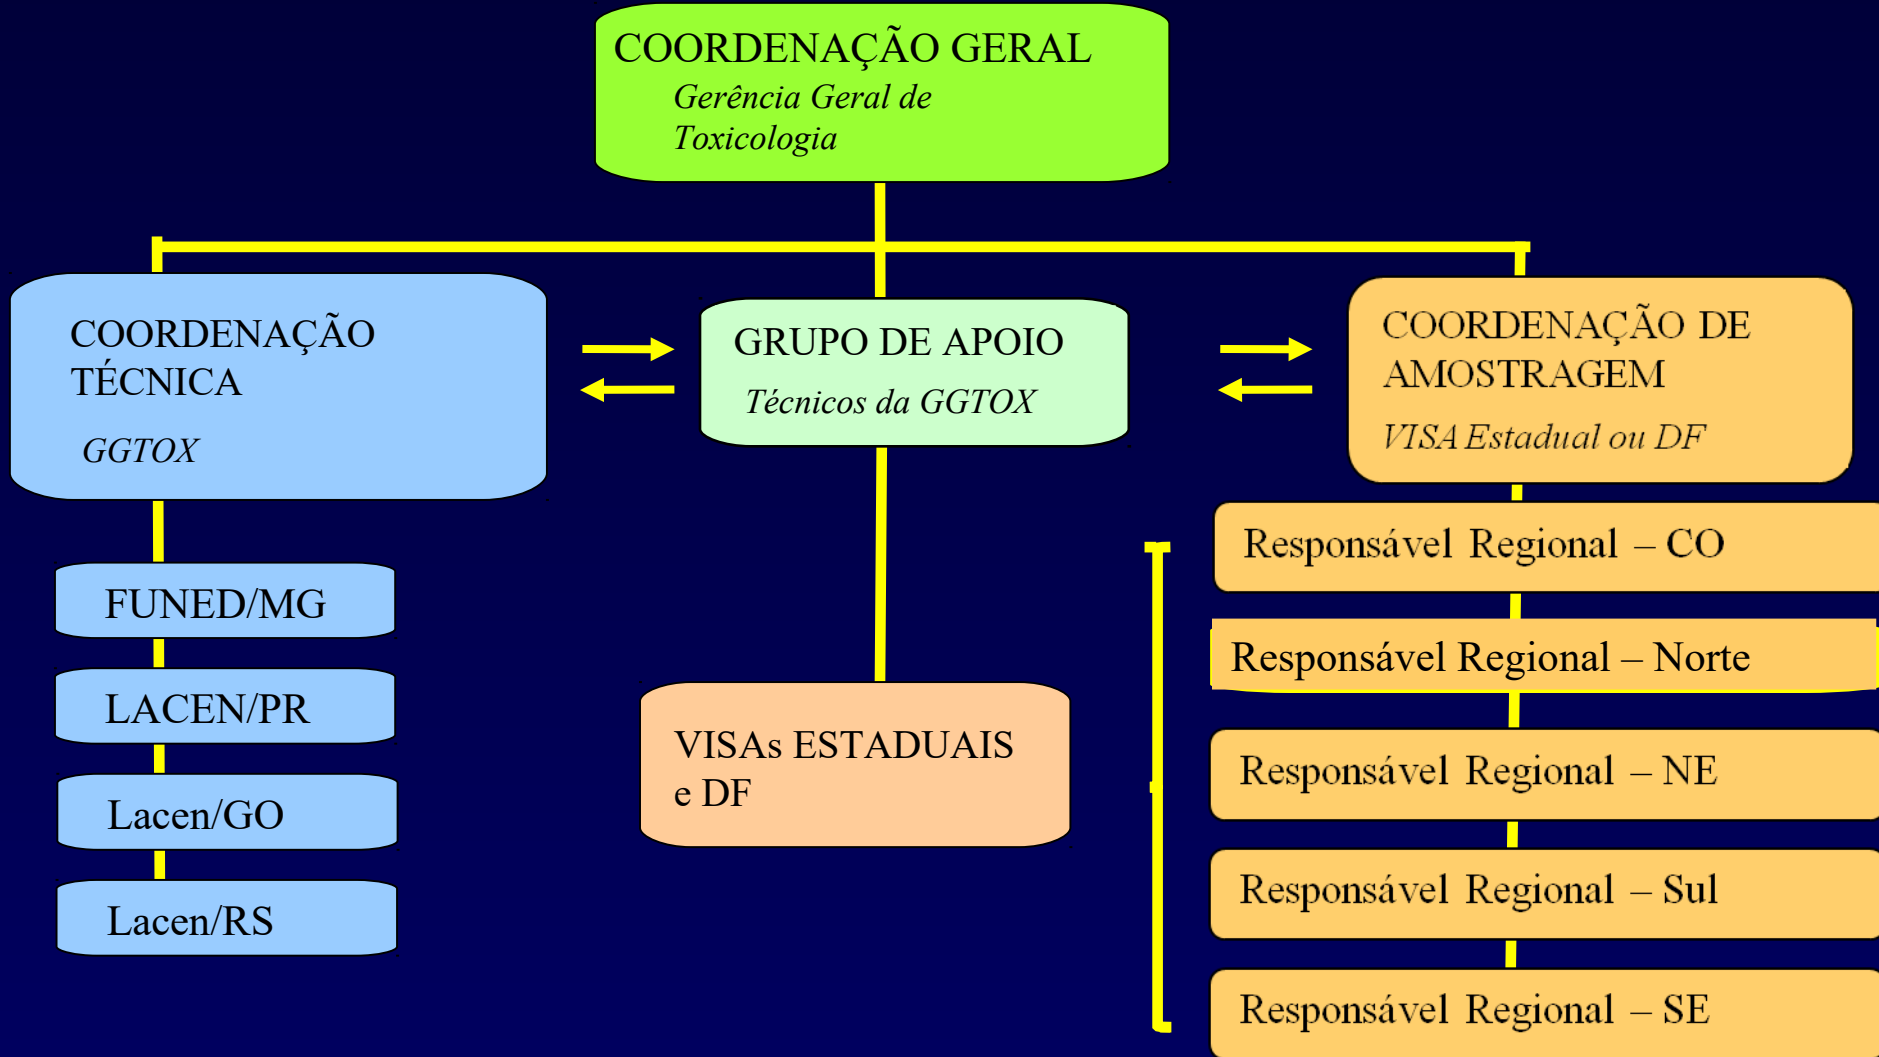 COORDENAÇÃO GERAL
Gerência Geral de
Toxicologia
COORDENAÇÃO
TÉCNICA
GGTOX
GRUPO DE APOIO
Técnicos da GGTOX
COORDENAÇÃO DE
AMOSTRAGEM
VISA Estadual ou DF
FUNED/MG
LACEN/PR
Lacen/GO
Lacen/RS
VISAs ESTADUAIS
e DF
Responsável Regional – CO
Responsável Regional – Norte
Responsável Regional – NE
Responsável Regional – Sul
Responsável Regional – SE